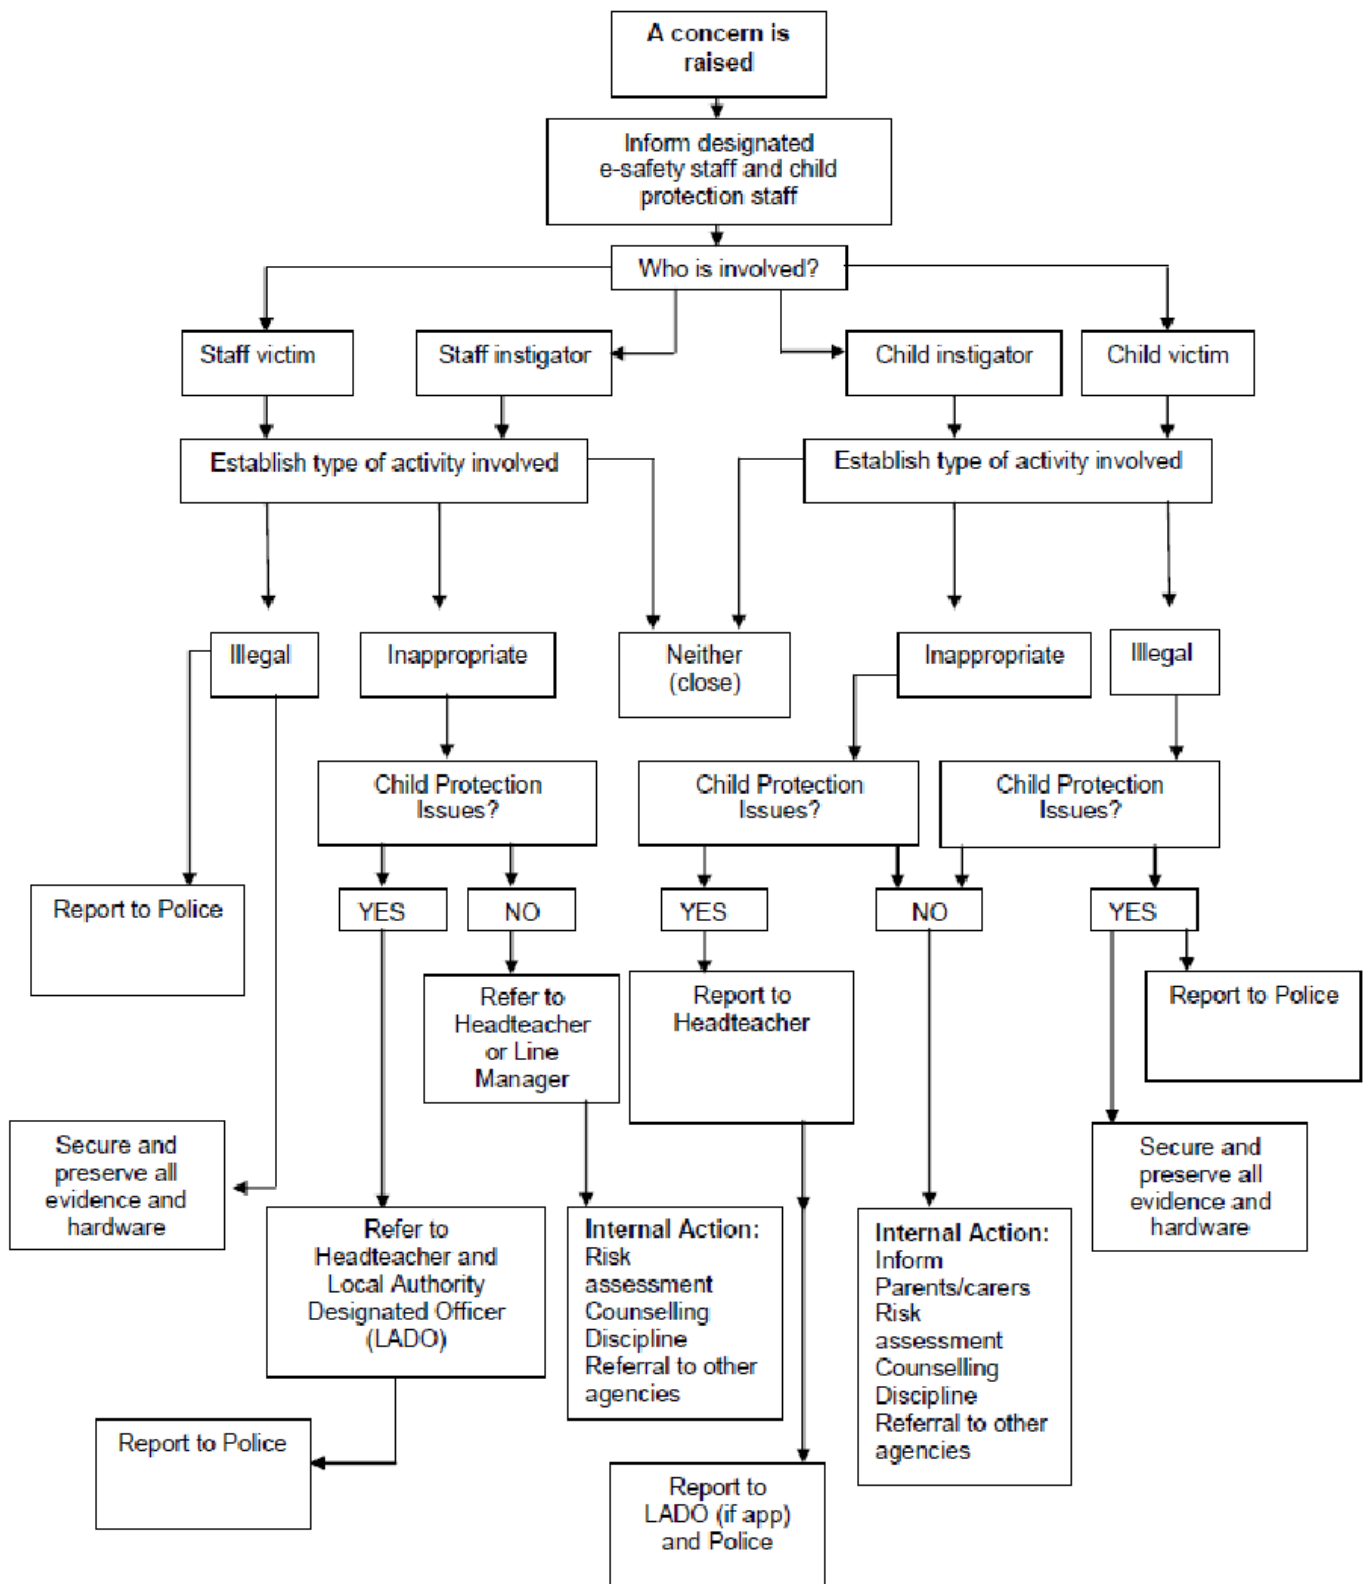 A concern is
raised
Inform designated
e-safety staff and child
protection staff
Who is involved?
Staff victim
Staff instigator
Child instigator
Child victim
Establish type of activity involved
Establish type of activity involved
Illegal
Inappropriate
Neither
(close)
Inappropriate
Illegal
Child Protection
Issues?
Child Protection
Issues?
Child Protection
Issues?
Report to Police
YES
NO
YES
NO
YES
Refer to
Headteacher
or Line
Manager
Report to
Headteacher
Report to Police
Secure and
preserve all
evidence and
hardware
Secure and
preserve all
evidence and
hardware
Refer to
Headteacher and
Local Authority
Designated Officer
(LADO)
Internal Action:
Risk
assessment
Counselling
Discipline
Referral to other
agencies
Internal Action:
Inform
Parents/carers
Risk
assessment
Counselling
Discipline
Referral to other
agencies
Report to Police
Report to
LADO (if app)
and Police